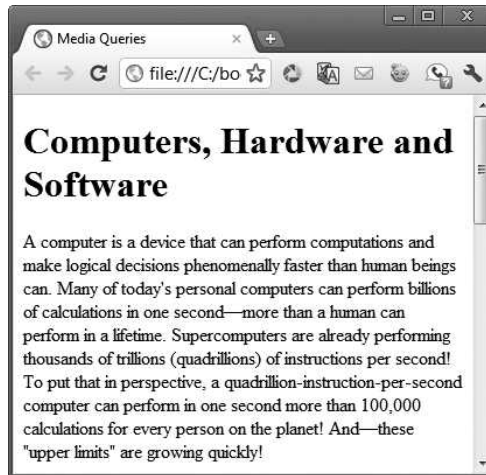 Media Queries
file:///C:/bo
Computers, Hardware and
Software
A computer is a device that can perform computations and
make logical decisions phenomenally faster than human beings
can. Many of today's personal computers can perform billions
of calculations in one second—more than a human can
perform in a lifetime. Supercomputers are already performing
thousands of trillions (quadrillions) of instructions per second!
To put that in perspective, a quadrillion-instruction-per-second
computer can perform in one second more than 100,000
calculations for every person on the planet! And—these
"upper limits" are growing quickly!